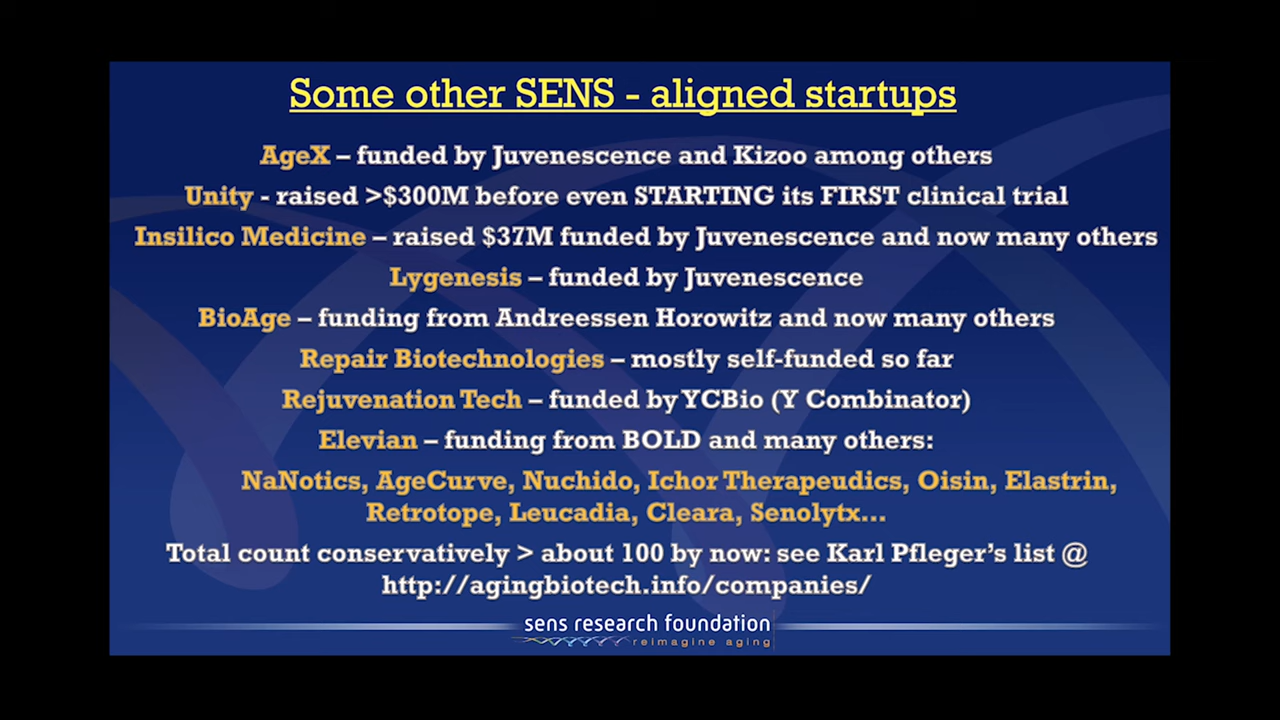 Some other SENS - aligned startups
AgeX – funded by Juvenescence and Kizoo among others
Unity - raised >$300M before even STARTING its FIRST clinical trial
Insilico Medicine – raised $37M funded by Juvenescence and now many others
Lygenesis – funded by Juvenescence
BioAge – funding from Andreessen Horowitz and now many others
Repair Biotechnologies – mostly self-funded so far
Rejuvenation Tech – funded by YCBio (Y Combinator)
Elevian – funding from BOLD and many others:
NaNotics, AgeCurve, Nuchido, Ichor Therapeudics, Oisin, Elastrin,
Retrotope, Leucadia, Cleara, Senolytx...
Total count conservatively > about 100 by now: see Karl Pfleger's list @
http://agingbiotech.info/companies/
sens research foundation
reimagine aging